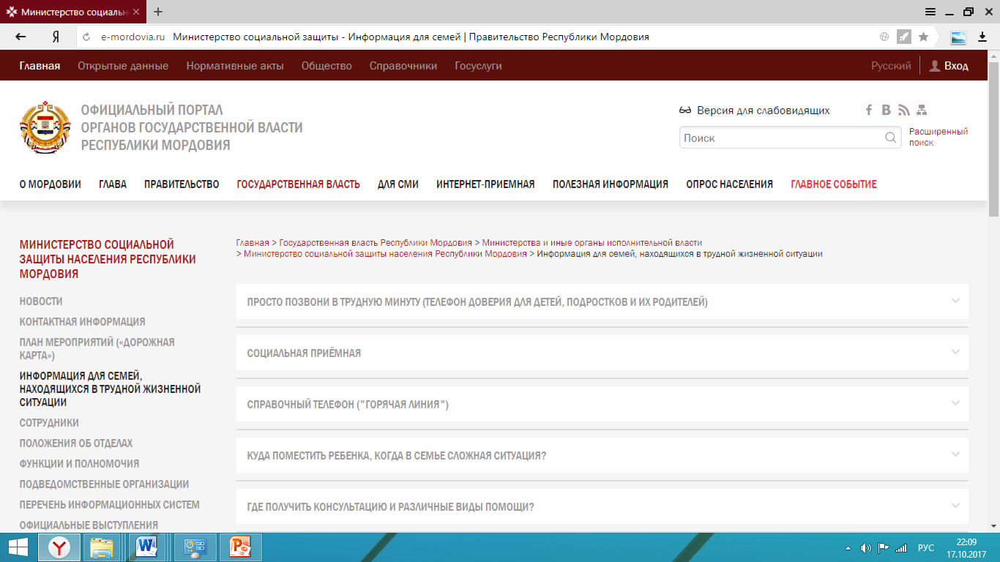 Министерство социальн
e-mordovia.ru Министерство социальной защиты - Информация для семей | Правительство Республики Мордовия
Главная Открытые данные Нормативные акты Общество Справочники Госуслуги Русский Вход
ОФИЦИАЛЬНЫЙ ПОРТАЛ
ОРГАНОВ ГОСУДАРСТВЕННОЙ ВЛАСТИ
РЕСПУБЛИКИ МОРДОВИЯ
Версия для слабовидящих
Поиск
Расширенный
поиск
О МОРДОВИИ ГЛАВА ПРАВИТЕЛЬСТВО ГОСУДАРСТВЕННАЯ ВЛАСТЬ ДЛЯ СМИ ИНТЕРНЕТ-ПРИЕМНАЯ ПОЛЕЗНАЯ ИНФОРМАЦИЯ ОПРОС НАСЕЛЕНИЯ ГЛАВНОЕ СОБЫТИЕ
МИНИСТЕРСТВО СОЦИАЛЬНОЙ
ЗАЩИТЫ НАСЕЛЕНИЯ РЕСПУБЛИКИ
МОРДОВИЯ
НОВОСТИ
КОНТАКТНАЯ ИНФОРМАЦИЯ
ПЛАН МЕРОПРИЯТИЙ («ДОРОЖНАЯ
КАРТА»)
ИНФОРМАЦИЯ ДЛЯ СЕМЕЙ,
НАХОДЯЩИХСЯ В ТРУДНОЙ ЖИЗНЕННОЙ
СИТУАЦИИ
СОТРУДНИКИ
ПОЛОЖЕНИЯ ОБ ОТДЕЛАХ
ФУНКЦИИ И ПОЛНОМОЧИЯ
ПОДВЕДОМСТВЕННЫЕ ОРГАНИЗАЦИИ
ПЕРЕЧЕНЬ ИНФОРМАЦИОННЫХ СИСТЕМ
ОФИЦИАЛЬНЫЕ ВЫСТУПЛЕНИЯ
Главная > Государственная власть Республики Мордовия > Министерства и иные органы исполнительной власти
> Министерство социальной защиты населения Республики Мордовия > Информация для семей, находящихся в трудной жизненной ситуации
ПРОСТО ПОЗВОНИ В ТРУДНУЮ МИНУТУ (ТЕЛЕФОН ДОВЕРИЯ ДЛЯ ДЕТЕЙ, ПОДРОСТКОВ И ИХ РОДИТЕЛЕЙ)
СОЦИАЛЬНАЯ ПРИЁМНАЯ
СПРАВОЧНЫЙ ТЕЛЕФОН ("ГОРЯЧАЯ ЛИНИЯ")
КУДА ПОМЕСТИТЬ РЕБЕНКА, КОГДА В СЕМЬЕ СЛОЖНАЯ СИТУАЦИЯ?
ГДЕ ПОЛУЧИТЬ КОНСУЛЬТАЦИЮ И РАЗЛИЧНЫЕ ВИДЫ ПОМОЩИ?
РУС
22:09
17.10.2017